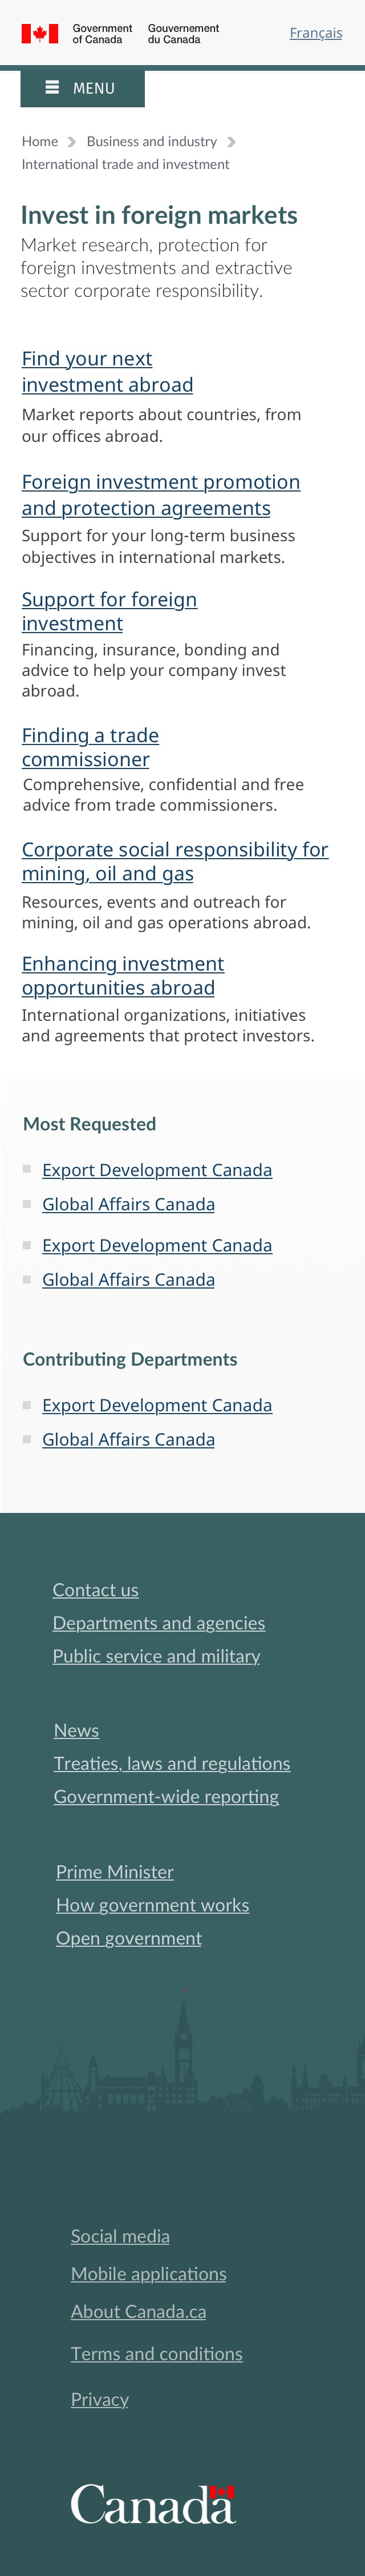 Government of Canada
Gouvernement du Canada
Français
MENU
Home Business and industry
International trade and investment
Invest in foreign markets
Market research, protection for
foreign investments and extractive
sector corporate responsibility.
Find your next
investment abroad
Market reports about countries, from
our offices abroad.
Foreign investment promotion
and protection agreements
Support for your long-term business
objectives in international markets.
Support for foreign
investment
Financing, insurance, bonding and
advice to help your company invest
abroad.
Finding a trade
commissioner
Comprehensive, confidential and free
advice from trade commissioners.
Corporate social responsibility for
mining, oil and gas
Resources, events and outreach for
mining, oil and gas operations abroad.
Enhancing investment
opportunities abroad
International organizations, initiatives
and agreements that protect investors.
Most Requested
Export Development Canada
Global Affairs Canada
Export Development Canada
Global Affairs Canada
Contributing Departments
Export Development Canada
Global Affairs Canada
Contact us
Departments and agencies
Public service and military
News
Treaties, laws and regulations
Government-wide reporting
Prime Minister
How government works
Open government
Social media
Mobile applications
About Canada.ca
Terms and conditions
Privacy
Canada